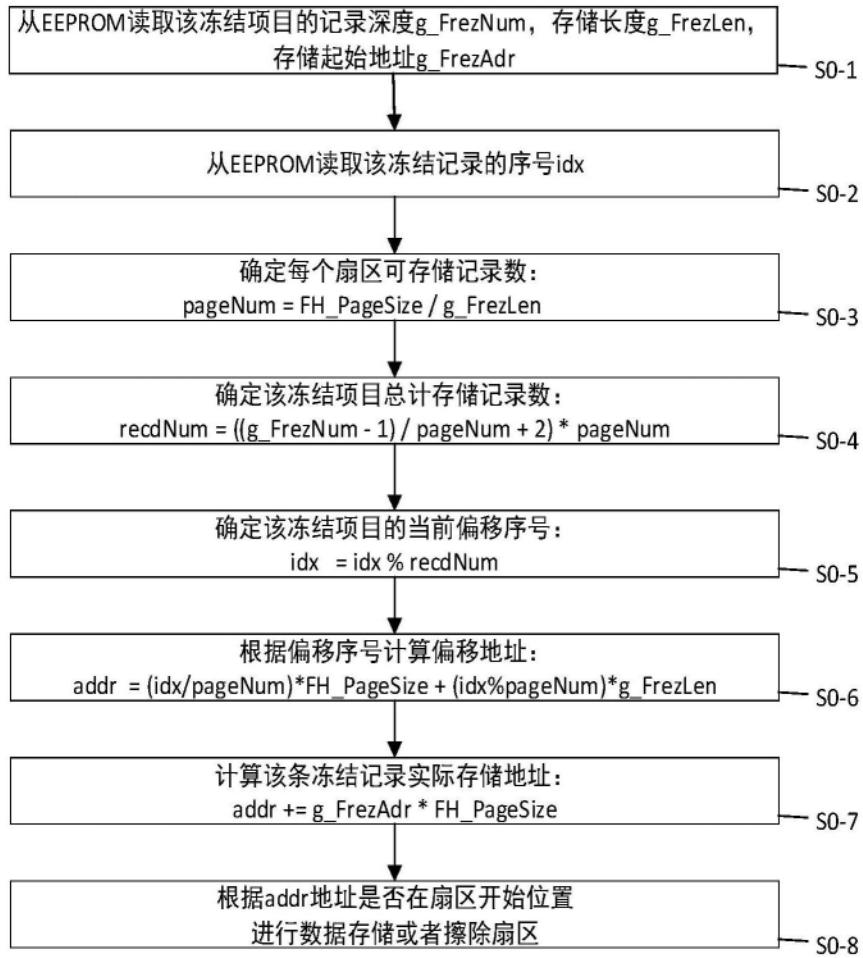 从EEPROM读取该冻结项目的记录深度g_FrezNum，存储长度g_FrezLen，
存储起始地址g_FrezAdr
S0-1
从EEPROM读取该冻结记录的序号idx
S0-2
确定每个扇区可存储记录数：
pageNum = FH_PageSize / g_FrezLen
S0-3
确定该冻结项目总计存储记录数：
recdNum = ((g_FrezNum - 1) / pageNum + 2) * pageNum
S0-4
确定该冻结项目的当前偏移序号：
idx = idx % recdNum
S0-5
根据偏移序号计算偏移地址：
addr = (idx/pageNum)*FH_PageSize + (idx%pageNum)*g_FrezLen
S0-6
计算该条冻结记录实际存储地址：
addr += g_FrezAdr * FH_PageSize
S0-7
根据addr地址是否在扇区开始位置
进行数据存储或者擦除扇区
S0-8